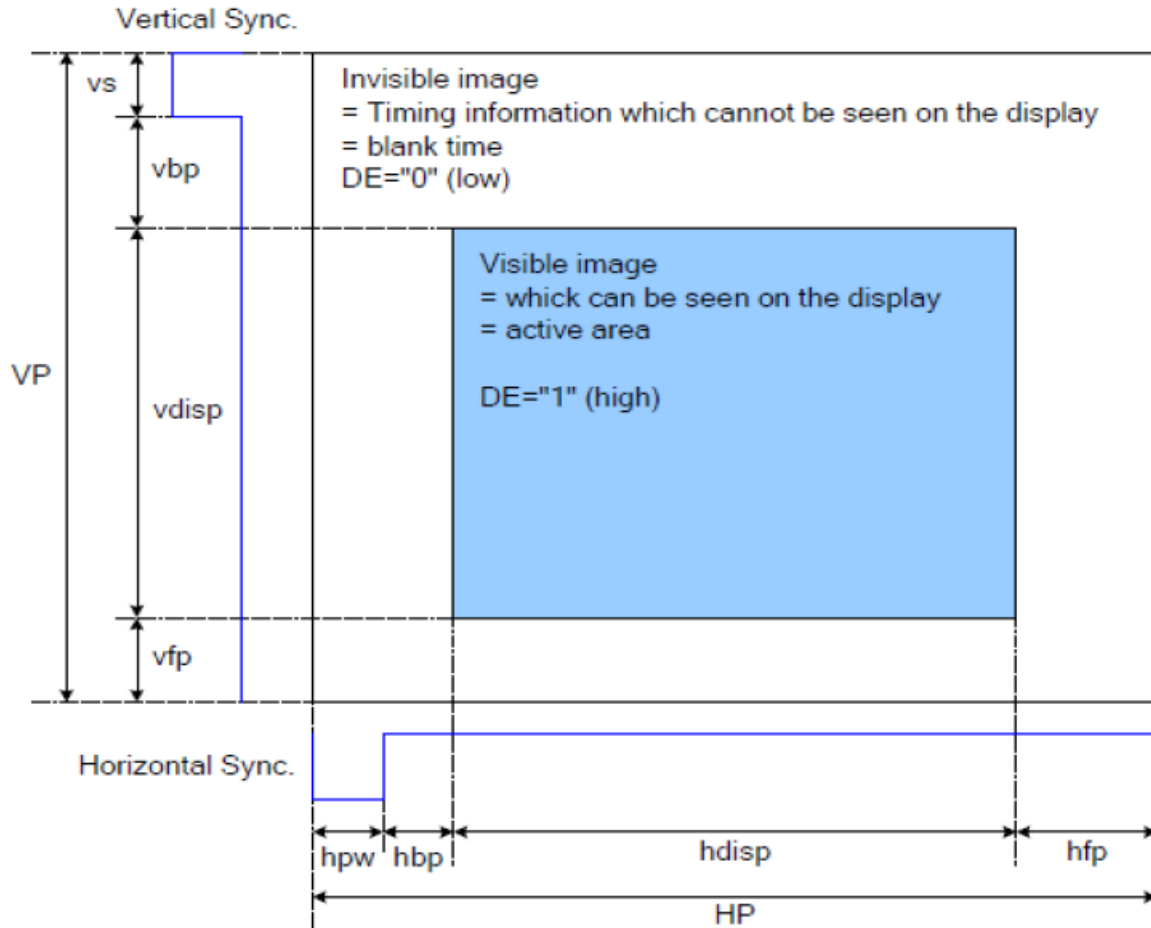 Vertical Sync.
vs
Invisible image
= Timing information which cannot be seen on the display
= blank time
DE="0" (low)
vbp
Visible image
= whick can be seen on the display
= active area
DE="1" (high)
VP
vdisp
vfp
Horizontal Sync.
hpw
hbp
hdisp
hfp
HP